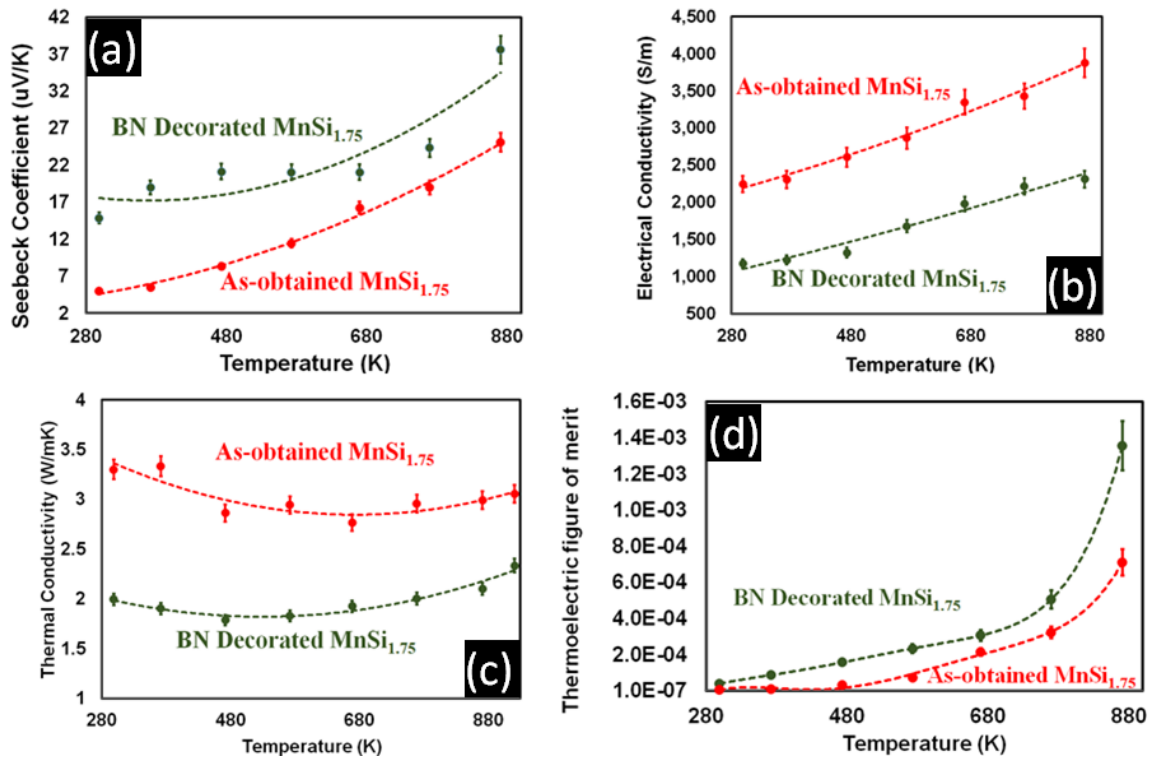 (a)
Seebeck Coefficient (uV/K)
42
37
32
27
22
17
12
7
2
BN Decorated MnSi1.75
As-obtained MnSi1.75
280
480
680
880
Temperature (K)
(b)
Electrical Conductivity (S/m)
4,500
4,000
3,500
3,000
2,500
2,000
1,500
1,000
500
As-obtained MnSi1.75
BN Decorated MnSi1.75
280
480
680
880
Temperature (K)
(c)
Thermal Conductivity (W/mK)
4
3.5
3
2.5
2
1.5
1
As-obtained MnSi1.75
BN Decorated MnSi1.75
280
480
680
880
Temperature (K)
(d)
Thermoelectric figure of merit
1.6E-03
1.4E-03
1.2E-03
1.0E-03
8.0E-04
6.0E-04
4.0E-04
2.0E-04
1.0E-07
BN Decorated MnSi1.75
As-obtained MnSi1.75
280
480
680
880
Temperature (K)